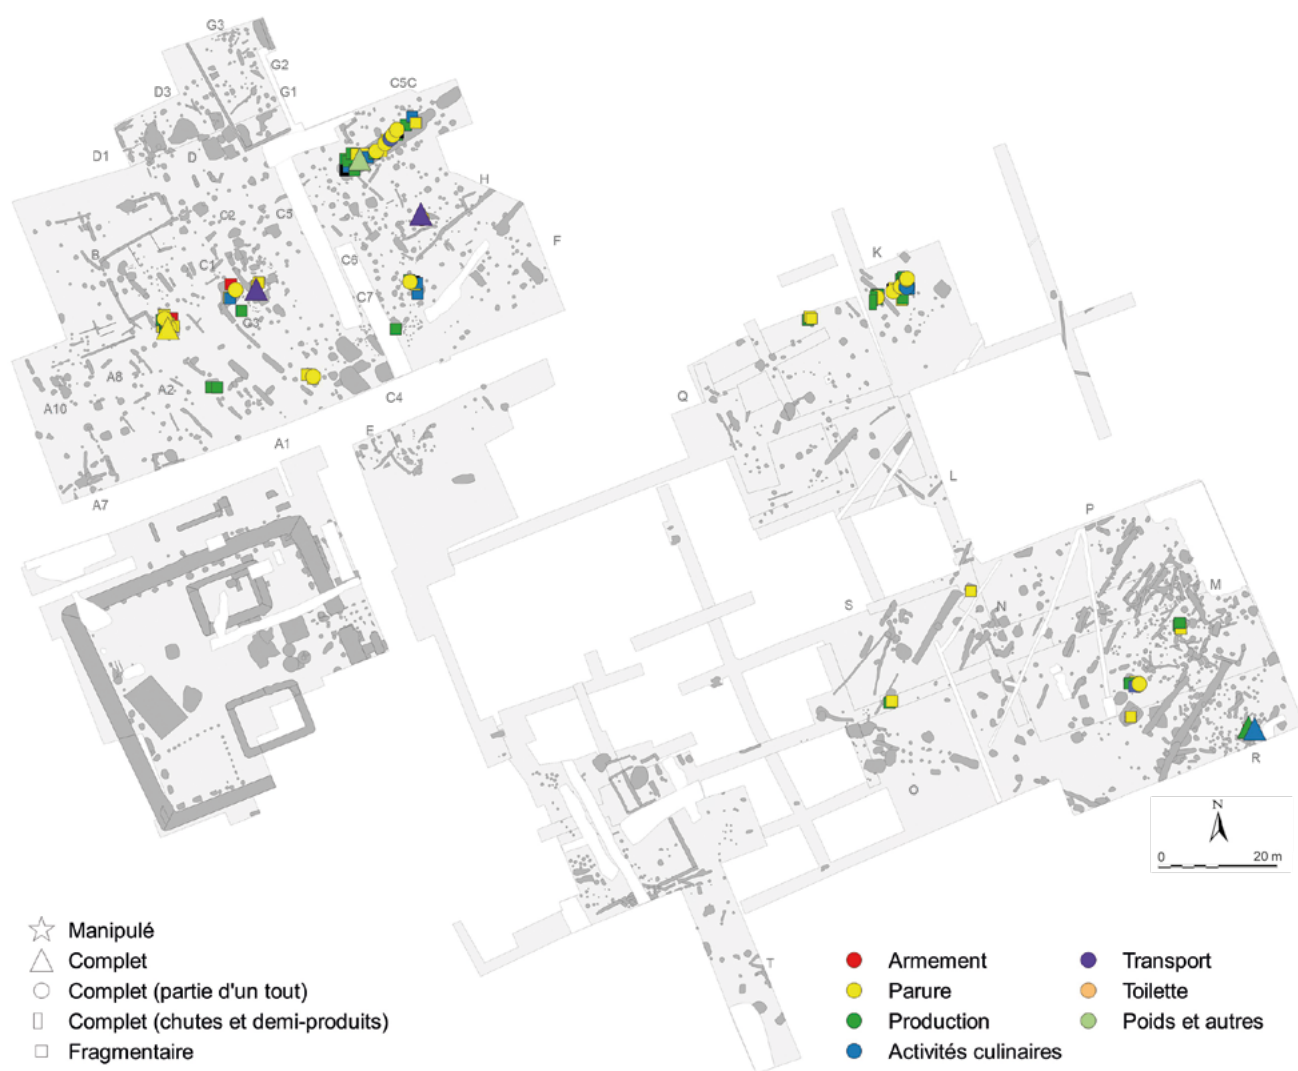 G3
G2
D3
G1
C5C
D1
D
H
C2
C5
F
B
C6
K
C1
C7
C3
A8
A2
Q
A10
C4
E
A1
L
A7
P
M
S
N
R
O
N
0 20 m
T
Manipulé
Complet
Complet (partie d'un tout)
Complet (chutes et demi-produits)
Fragmentaire
Armement
Parure
Production
Activités culinaires
Transport
Toilette
Poids et autres